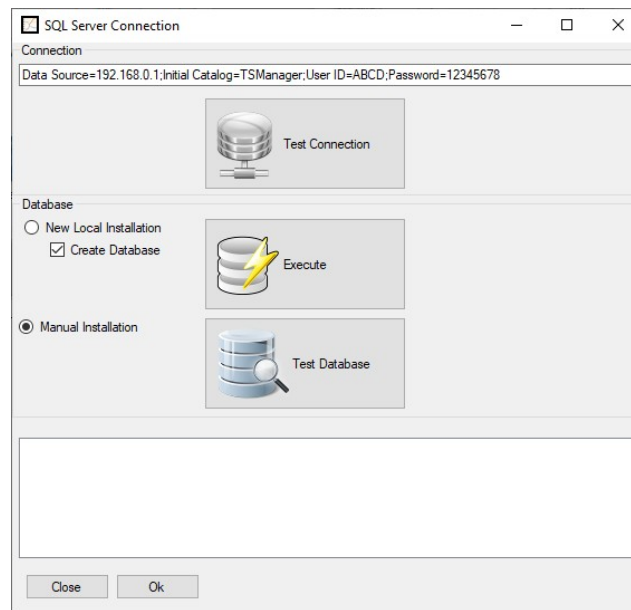 SQL Server Connection
Connection
Data Source=192.168.0.1;Initial Catalog=TSManager;User ID=ABCD;Password=12345678
Test Connection
Database
New Local Installation
Create Database
Execute
Manual Installation
Test Database
Close
Ok